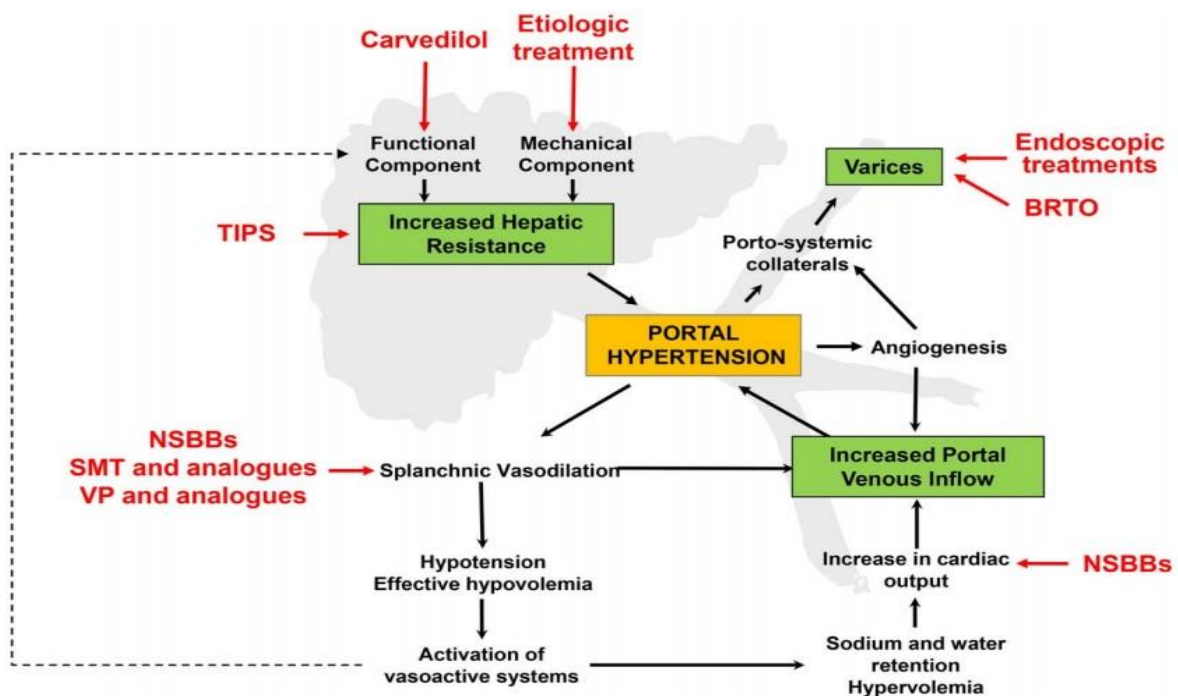 Carvedilol
Etiologic
treatment
Functional
Component
Mechanical
Component
Varices
Endoscopic
treatments
BRTO
TIPS
Increased Hepatic
Resistance
Porto-systemic
collaterals
PORTAL
HYPERTENSION
Angiogenesis
NSBBs
SMT and analogues
VP and analogues
Splanchnic Vasodilation
Increased Portal
Venous Inflow
Hypotension
Effective hypovolemia
Increase in cardiac
output
NSBBs
Activation of
vasoactive systems
Sodium and water
retention
Hypervolemia